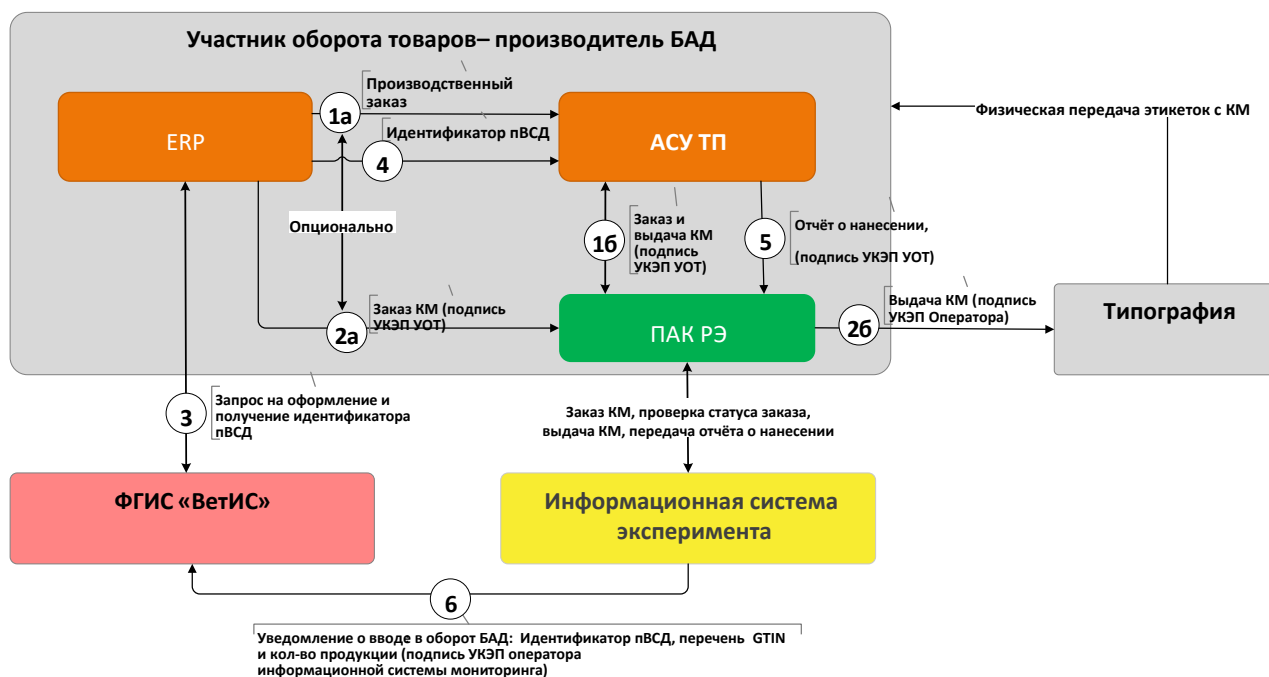 Участник оборота товаров– производитель БАД
Производственный
заказ
1а
ERP
АСУ ТП
Идентификатор пВСД
4
Физическая передача этикеток с КМ
Опционально
1б
Заказ и
выдача КМ
(подпись
УКЭП УОТ)
5
Отчёт о нанесении,
(подпись УКЭП УОТ)
Заказ КМ (подпись
УКЭП УОТ)
2а
ПАК РЭ
Выдача КМ (подпись
УКЭП Оператора)
2б
Типография
3
Запрос на оформление и
получение идентификатора
пВСД
Заказ КМ, проверка статуса заказа,
выдача КМ, передача отчёта о нанесении
ФГИС «ВетИС»
Информационная система
эксперимента
6
Уведомление о вводе в оборот БАД: Идентификатор пВСД, перечень GTIN
и кол-во продукции (подпись УКЭП оператора
информационной системы мониторинга)